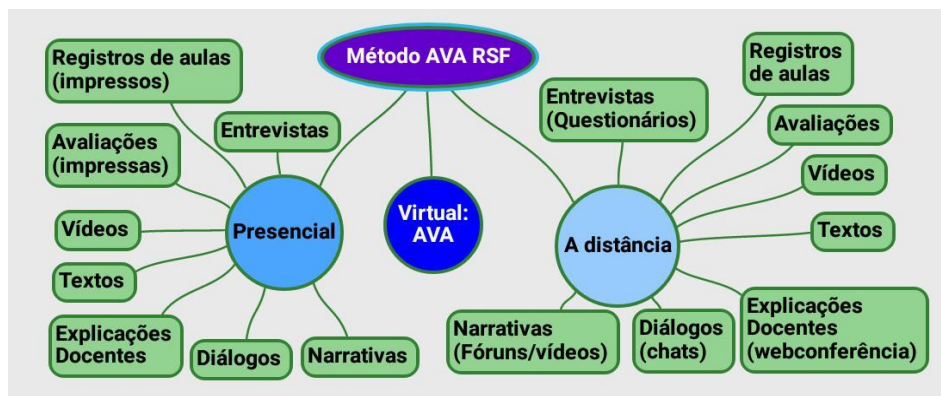 Método AVA RSF
Registros de aulas
(impressos)
Entrevistas
Avaliações
(impressas)
Vídeos
Textos
Explicações
Docentes
Diálogos
Narrativas
Presencial
Virtual:
AVA
Entrevistas
(Questionários)
Registros
de aulas
Avaliações
Vídeos
Textos
A distância
Narrativas
(Fóruns/vídeos)
Diálogos
(chats)
Explicações
Docentes
(webconferência)